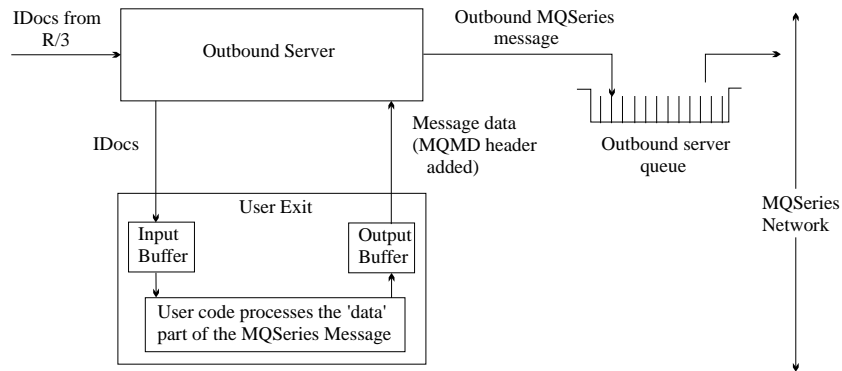 IDocs from
R/3
Outbound Server
Outbound MQSeries
message
IDocs
Message data
(MQMD header
added)
Outbound server
queue
User Exit
MQSeries
Network
Input
Buffer
Output
Buffer
User code processes the 'data'
part of the MQSeries Message